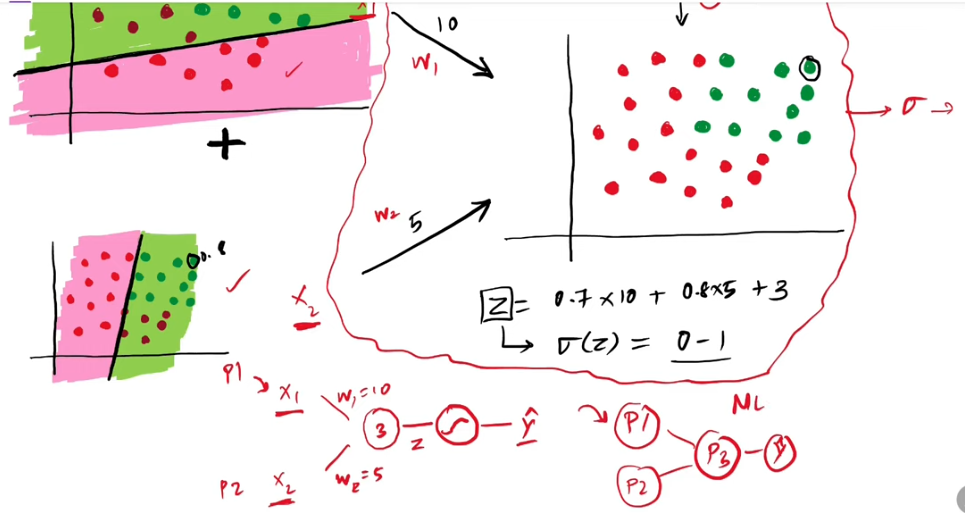 10
W₁
σ →
W₂ 5
0.8
X₂
Z = 0.7 × 10 + 0.8 × 5 + 3
→ σ(z) = 0 - 1
P1
X₁ W₁ = 10
3 z ŷ
P2 X₂ W₂ = 5
ML
P1
P3 ŷ
P2